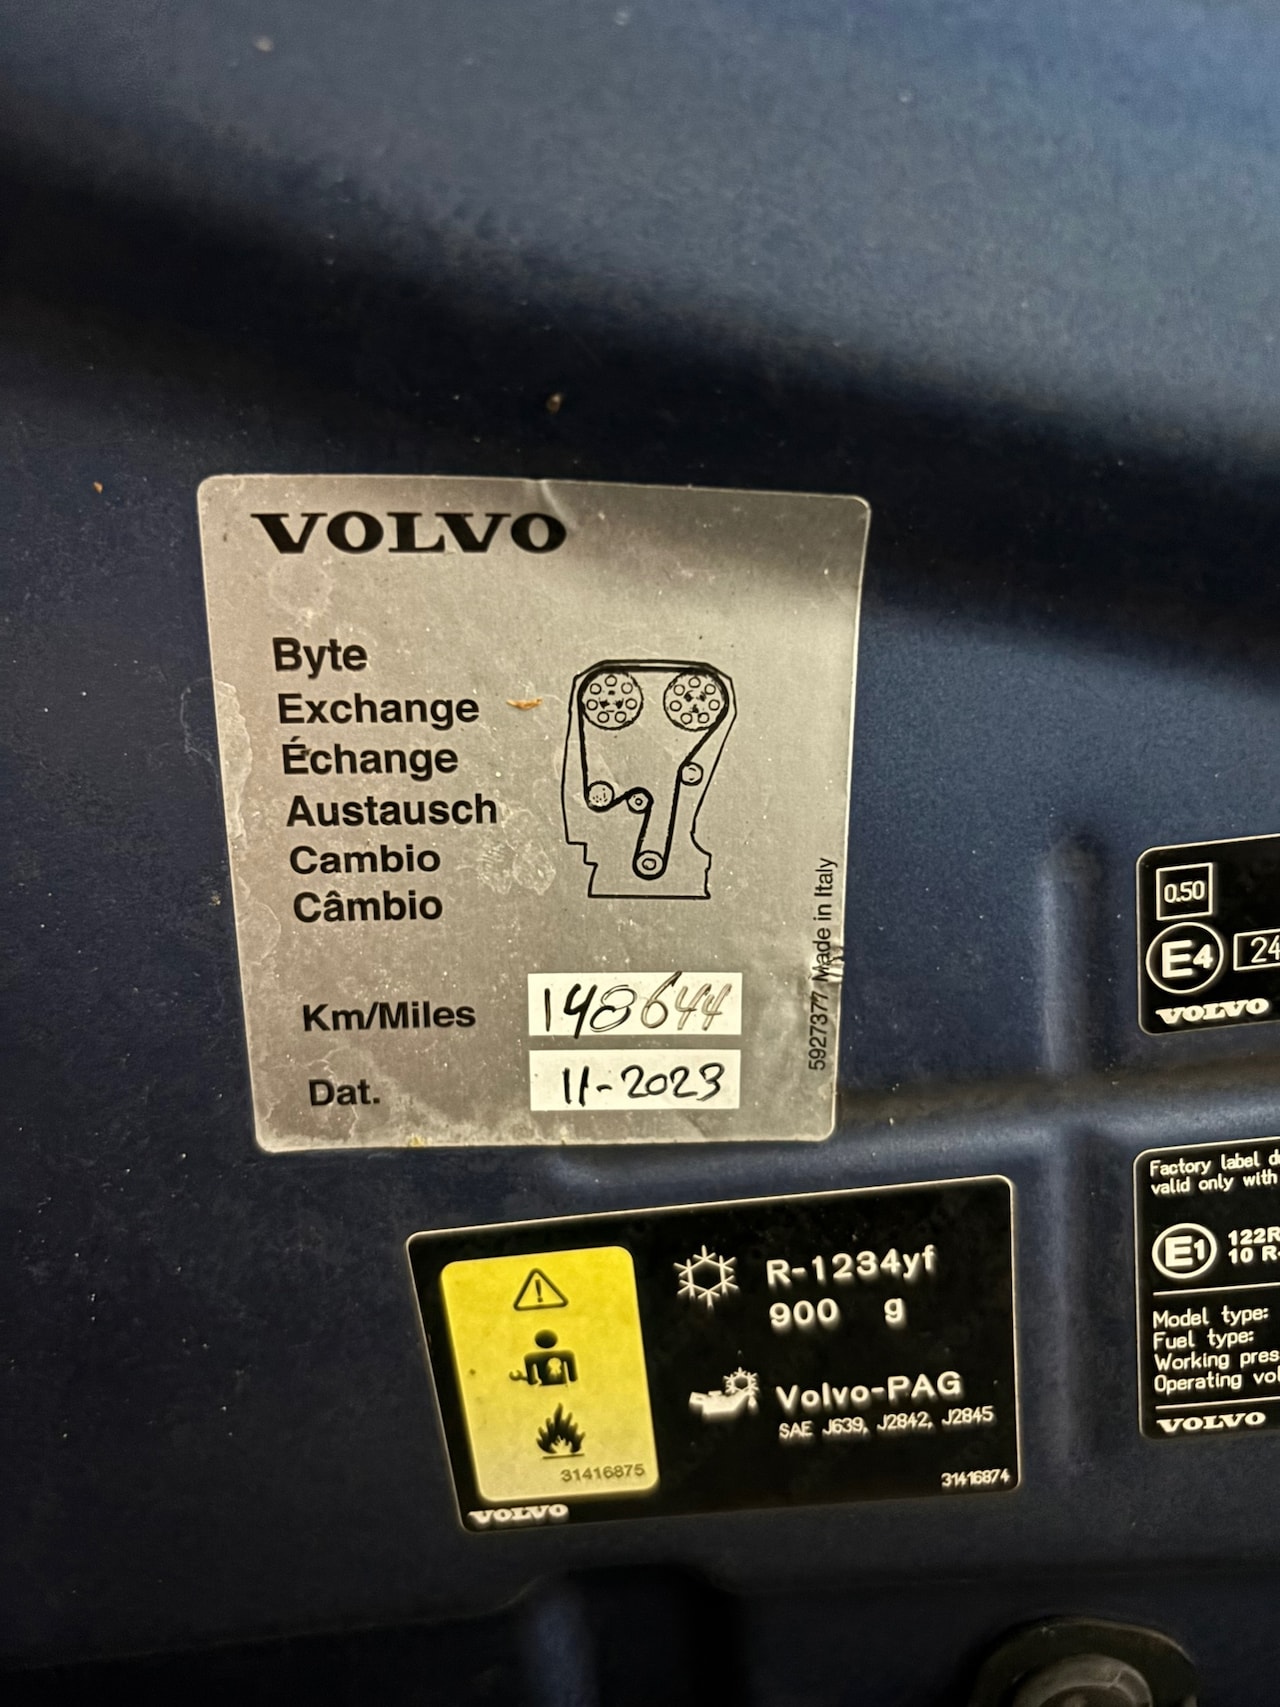 VOLVO
Byte
Exchange
Échange
Austausch
Cambio
Câmbio
Km/Miles 148644
Dat. 11-2023
5927377 Made in Italy
0.50
E4 24
VOLVO
R-1234yf
900 g
Volvo-PAG
SAE J639, J2842, J2845
31416875
31416874
VOLVO
Factory label
valid only with
E1 122R
10 R-
Model type:
Fuel type:
Working pres
Operating vol
VOLVO